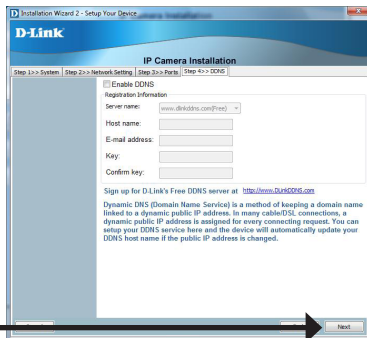 Installation Wizard 2 - Setup Your Device
D-Link
IP Camera Installation
Step 1>> System Step 2>> Network Setting Step 3>> Ports Step 4>> DDNS
Enable DDNS
Registration Information
Server name: www.dlinkddns.com(Free)
Host name:
E-mail address:
Key:
Confirm key:
Sign up for D-Link's Free DDNS server at http://www.DLinkDDNS.com
Dynamic DNS (Domain Name Service) is a method of keeping a domain name
linked to a dynamic public IP address. In many cable/DSL connections, a
dynamic public IP address is assigned for every connecting request. You can
setup your DDNS service here and the device will automatically update your
DDNS host name if the public IP address is changed.
Next